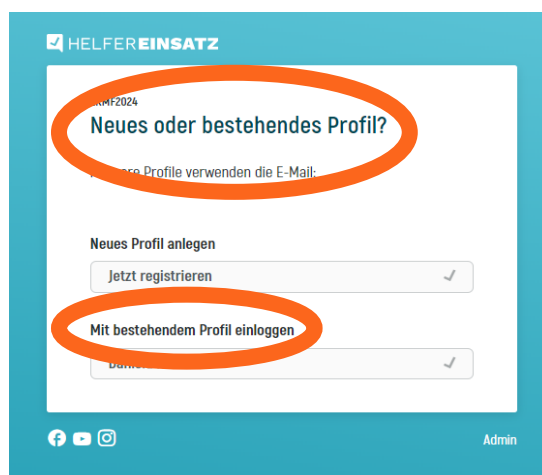 HELFEREINSATZ
MF2024
Neues oder bestehendes Profil?
Profile verwenden die E-Mail:
Neues Profil anlegen
Jetzt registrieren
Mit bestehendem Profil einloggen
Admin